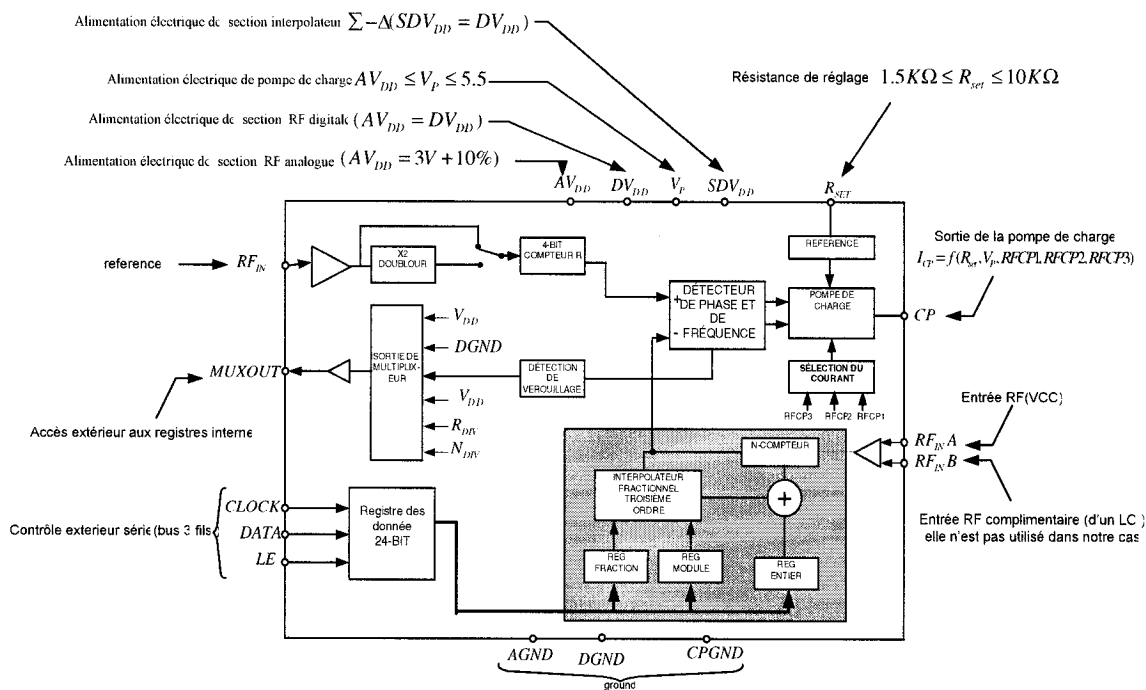 Alimentation électrique de section interpolateur ∑−Δ(SDV_DD = DV_DD)
Alimentation électrique de pompe de charge AV_DD ≤ V_P ≤ 5.5
Résistance de réglage 1.5KΩ ≤ R_set ≤ 10KΩ
Alimentation électrique de section RF digitale (AV_DD = DV_DD)
Alimentation électrique de section RF analogue (AV_DD = 3V + 10%)
AV_DD DV_DD V_P SDV_DD R_SET
reference RF_IN
X2
DOUBLOUR
4-BIT
COMPTEUR R
REFERENCE
Sortie de la pompe de charge
I_CP = f(R_set, V_P, RFCP1, RFCP2, RFCP3)
+ DÉTECTEUR
DE PHASE ET
DE
- FRÉQUENCE
POMPE DE
CHARGE
CP
V_DD
DGND
SORTIE DE
MULTIPLIX-
EUR
MUXOUT
DÉTECTION
DE
VEROUILLAGE
V_DD
R_DIV
N_DIV
SÉLECTION DU
COURANT
RFCP3 RFCP2 RFCP1
Accès extérieur aux registres interne
Entrée RF(VCC)
RF_IN A
RF_IN B
N-COMPTEUR
INTERPOLATEUR
FRACTIONNEL
TROISIÈME
ORDRE
+
Entrée RF complimentaire (d'un LC )
elle n'est pas utilisé dans notre cas
Contrôle exterieur série (bus 3 fils
CLOCK
DATA
LE
Registre des
donnée
24-BIT
REG
FRACTION
REG
MODULE
REG
ENTIER
AGND DGND CPGND
ground